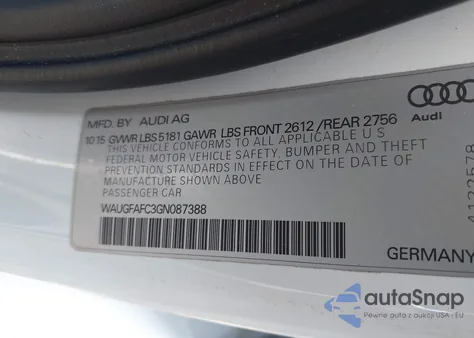 MFD. BY AUDI AG
10 15 GVWR LBS 5181 GAWR LBS FRONT 2612 /REAR 2756
THIS VEHICLE CONFORMS TO ALL APPLICABLE U S
FEDERAL MOTOR VEHICLE SAFETY, BUMPER AND THEFT
PREVENTION STANDARDS IN EFFECT ON THE DATE OF
MANUFACTURE SHOWN ABOVE
PASSENGER CAR
WAUGFAFC3GN087388
Audi
GERMANY
autoSnap
Pewne auta z aukcji USA - EU